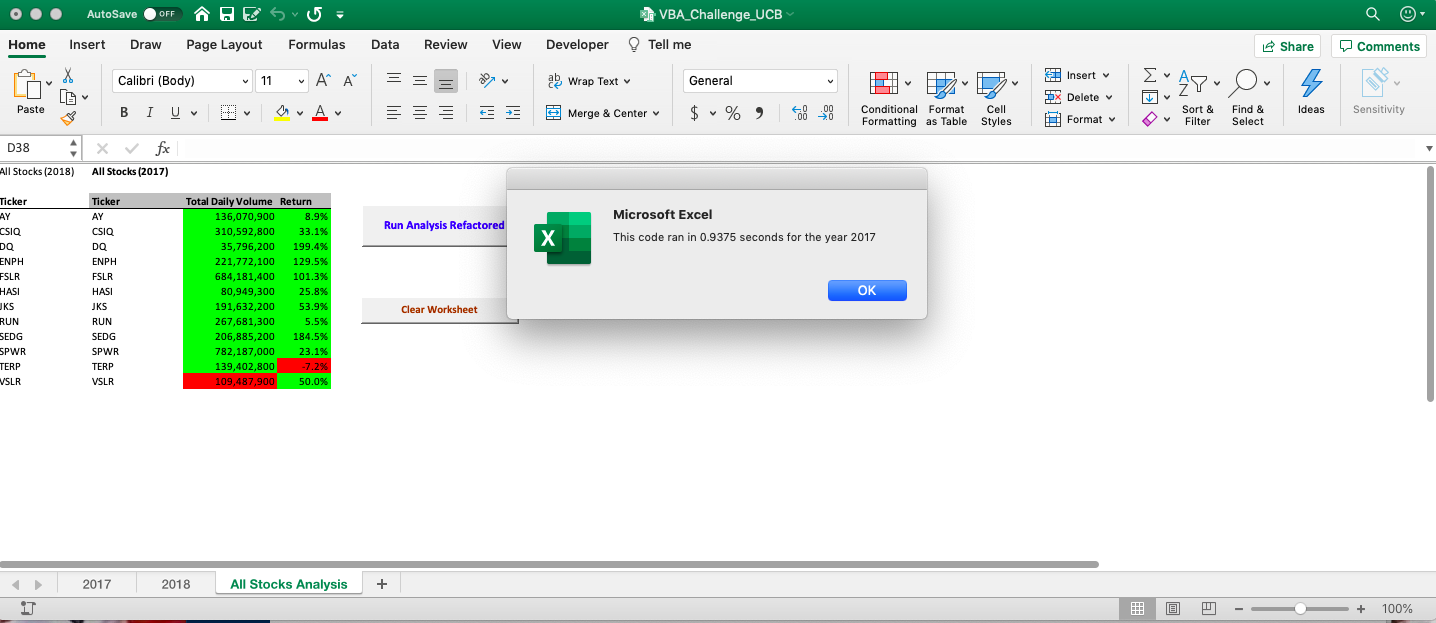 AutoSave OFF VBA_Challenge_UCB
Home Insert Draw Page Layout Formulas Data Review View Developer Tell me Share Comments
Paste Calibri (Body) 11 A A Wrap Text General Insert
B I U A Merge & Center $ % Delete
Conditional Formatting Format as Table Cell Styles Format Sort & Filter Find & Select Ideas Sensitivity
D38 fx
All Stocks (2018) All Stocks (2017)
Ticker Ticker Total Daily Volume Return
AY AY 136,070,900 8.9%
CSIQ CSIQ 310,592,800 33.1%
DQ DQ 35,796,200 199.4%
ENPH ENPH 221,772,100 129.5%
FSLR FSLR 684,181,400 101.3%
HASI HASI 80,949,300 25.8%
JKS JKS 191,632,200 53.9%
RUN RUN 267,681,300 5.5%
SEDG SEDG 206,885,200 184.5%
SPWR SPWR 782,187,000 23.1%
TERP TERP 139,402,800 -7.2%
VSLR VSLR 109,487,900 50.0%
Run Analysis Refactored
Clear Worksheet
Microsoft Excel
X
This code ran in 0.9375 seconds for the year 2017
OK
2017 2018 All Stocks Analysis +
100%